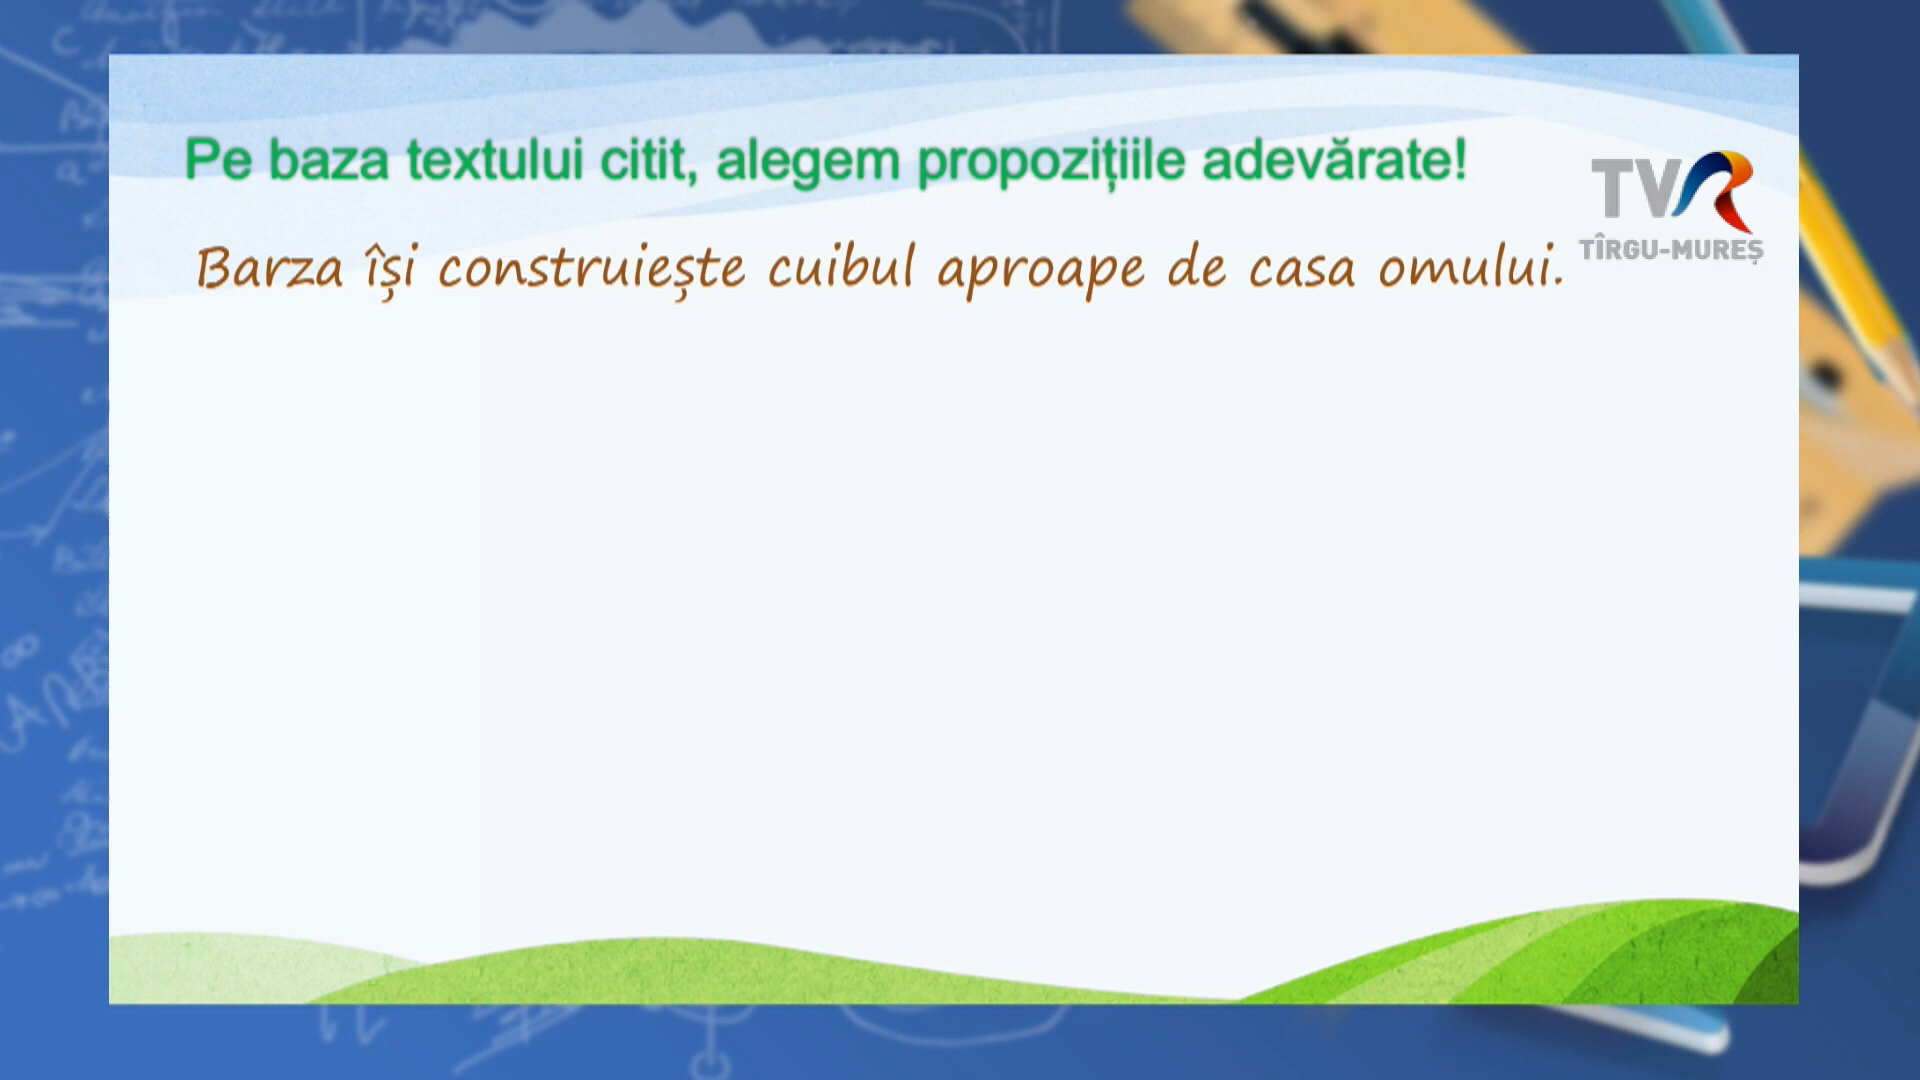 Pe baza textului citit, alegem propozițiile adevărate!
TVR
TÎRGU-MUREȘ
Barza își construiește cuibul aproape de casa omului.